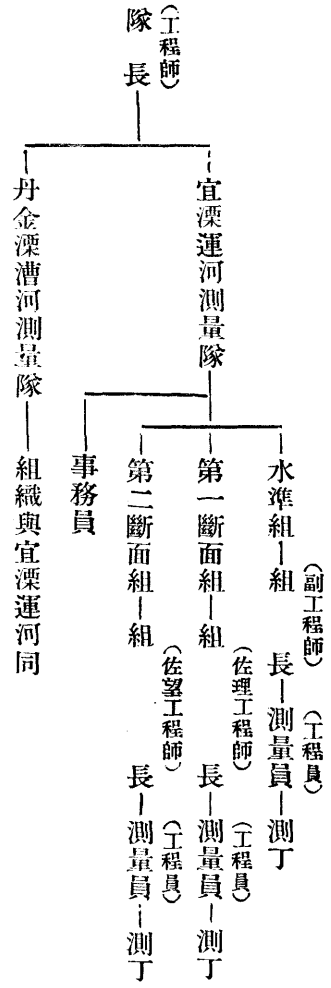 （工程師）
隊長
宜溧運河測量隊
（副工程師）（工程員）
水準組 組長 測量員 測丁
（佐理工程師）（工程員）
第一斷面組 組長 測量員 測丁
（佐望工程師）（工程員）
第二斷面組 組長 測量員 測丁
事務員
丹金溧漕河測量隊 組織與宜溧運河同